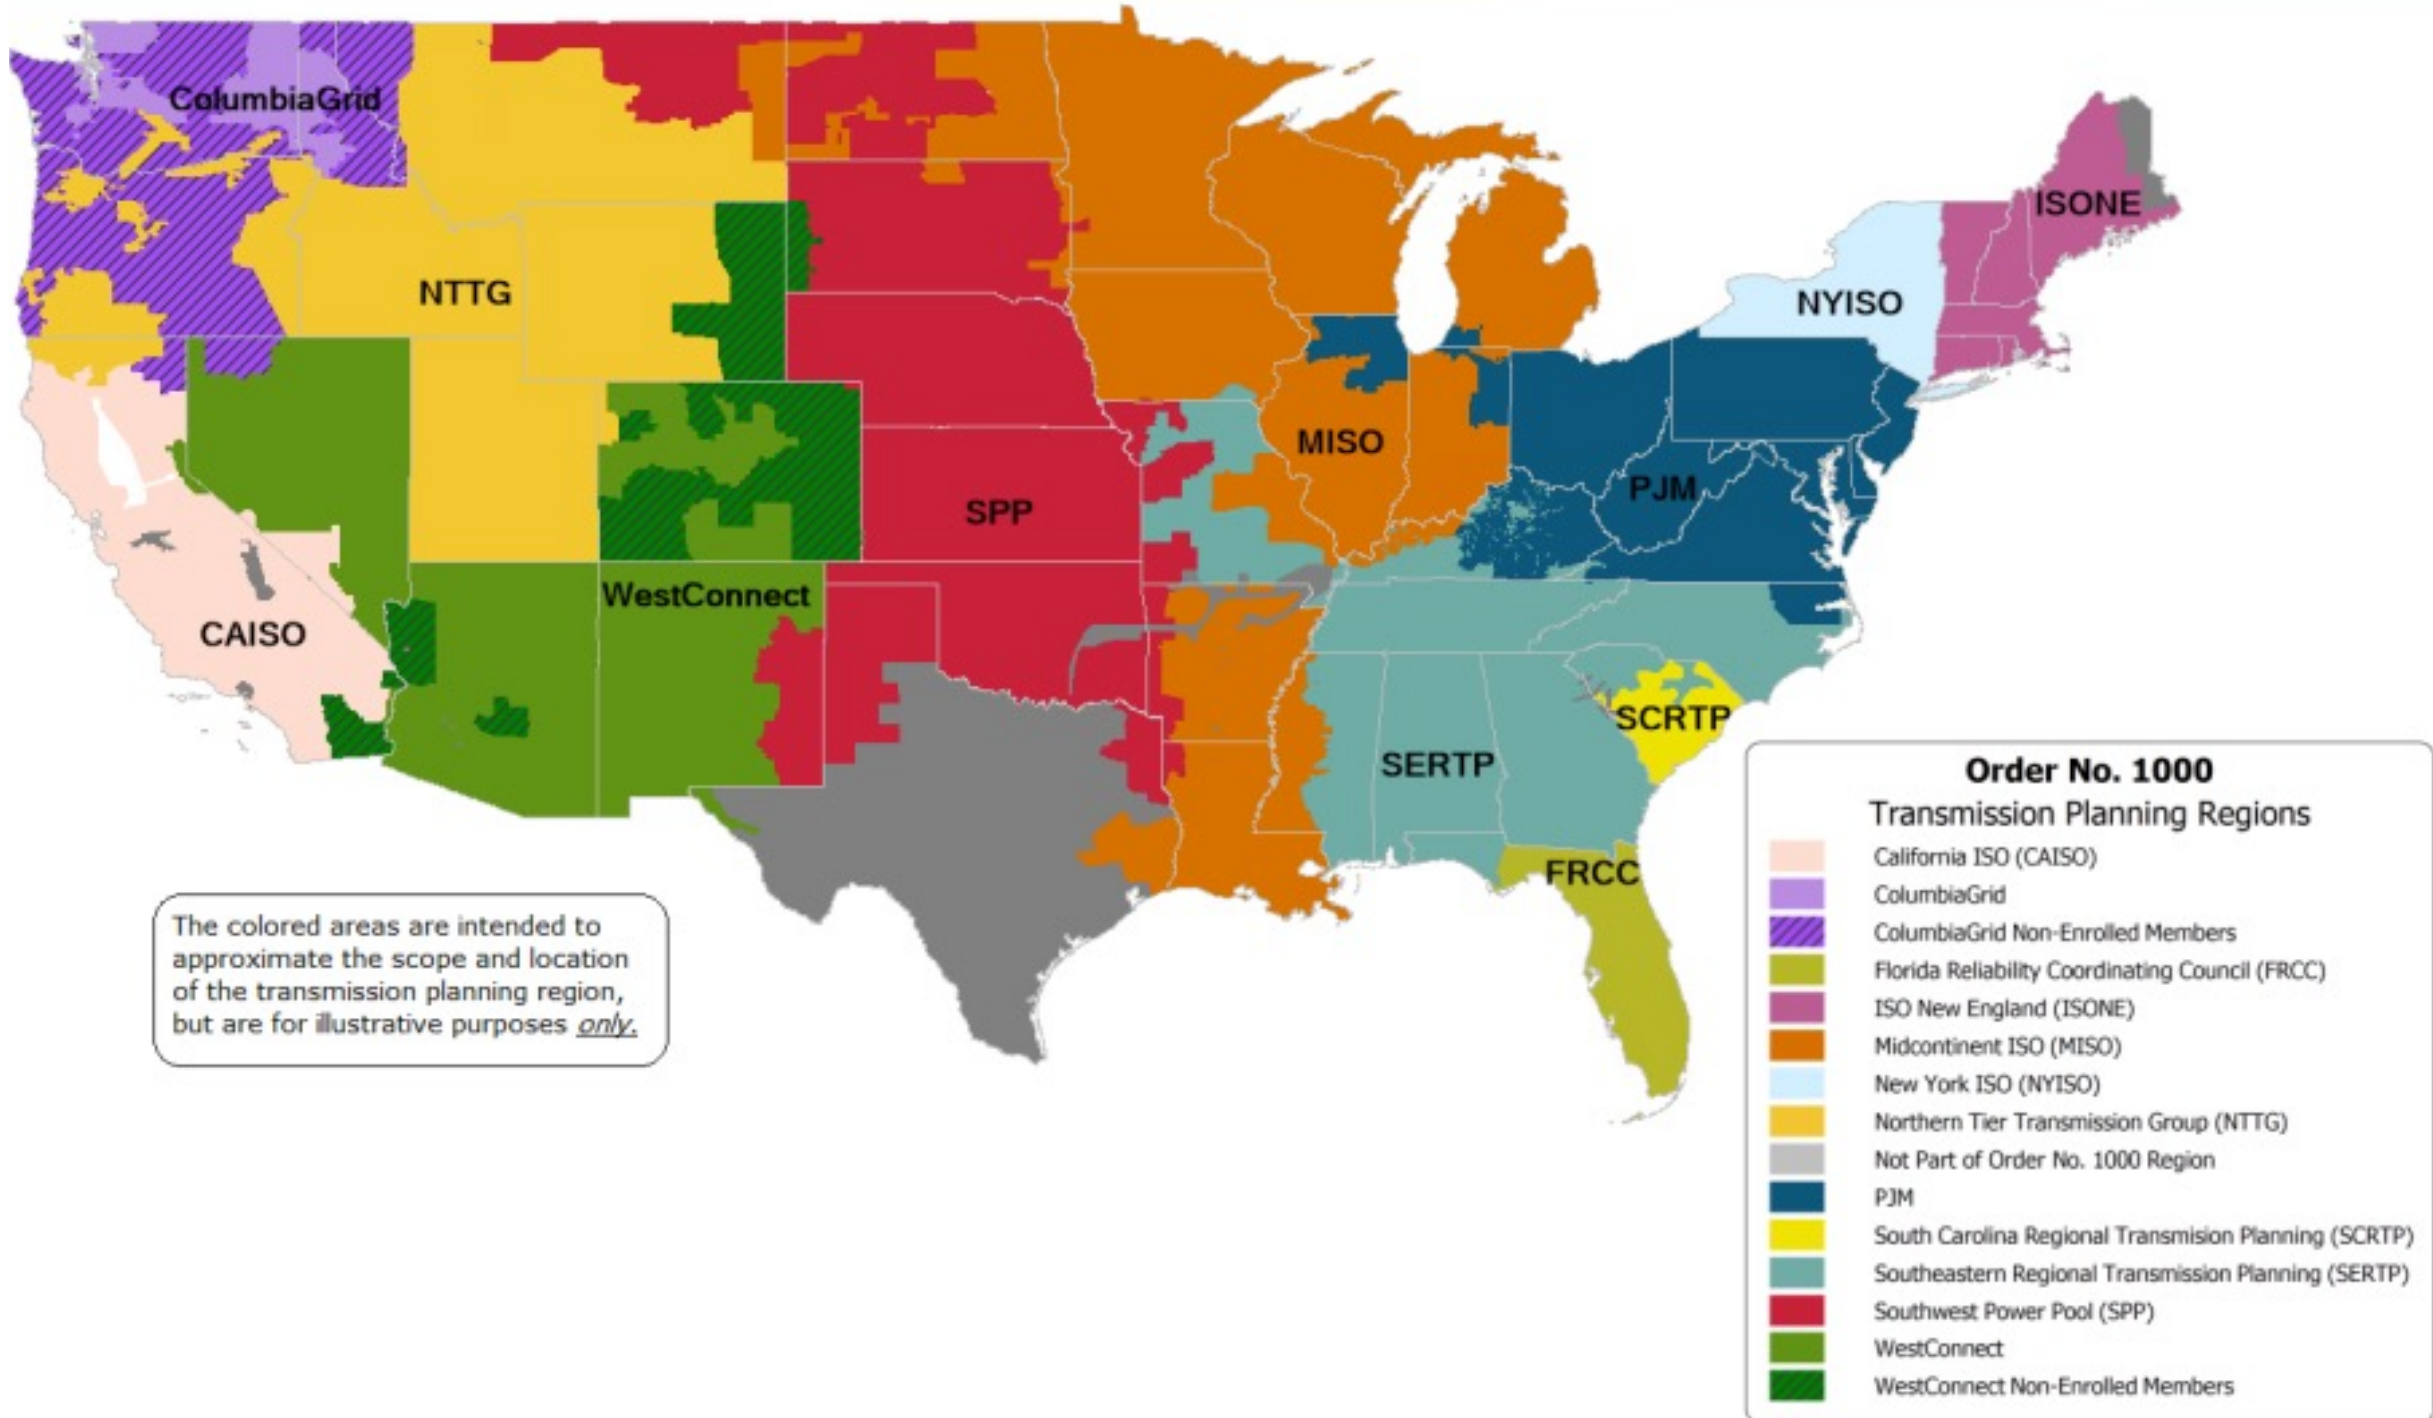 ColumbiaGrid
ISONE
NTTG
NYISO
MISO
PJM
SPP
WestConnect
CAISO
SCRTP
SERTP
FRCC
The colored areas are intended to
approximate the scope and location
of the transmission planning region,
but are for illustrative purposes only.
Order No. 1000
Transmission Planning Regions
California ISO (CAISO)
ColumbiaGrid
ColumbiaGrid Non-Enrolled Members
Florida Reliability Coordinating Council (FRCC)
ISO New England (ISONE)
Midcontinent ISO (MISO)
New York ISO (NYISO)
Northern Tier Transmission Group (NTTG)
Not Part of Order No. 1000 Region
PJM
South Carolina Regional Transmision Planning (SCRTP)
Southeastern Regional Transmission Planning (SERTP)
Southwest Power Pool (SPP)
WestConnect
WestConnect Non-Enrolled Members